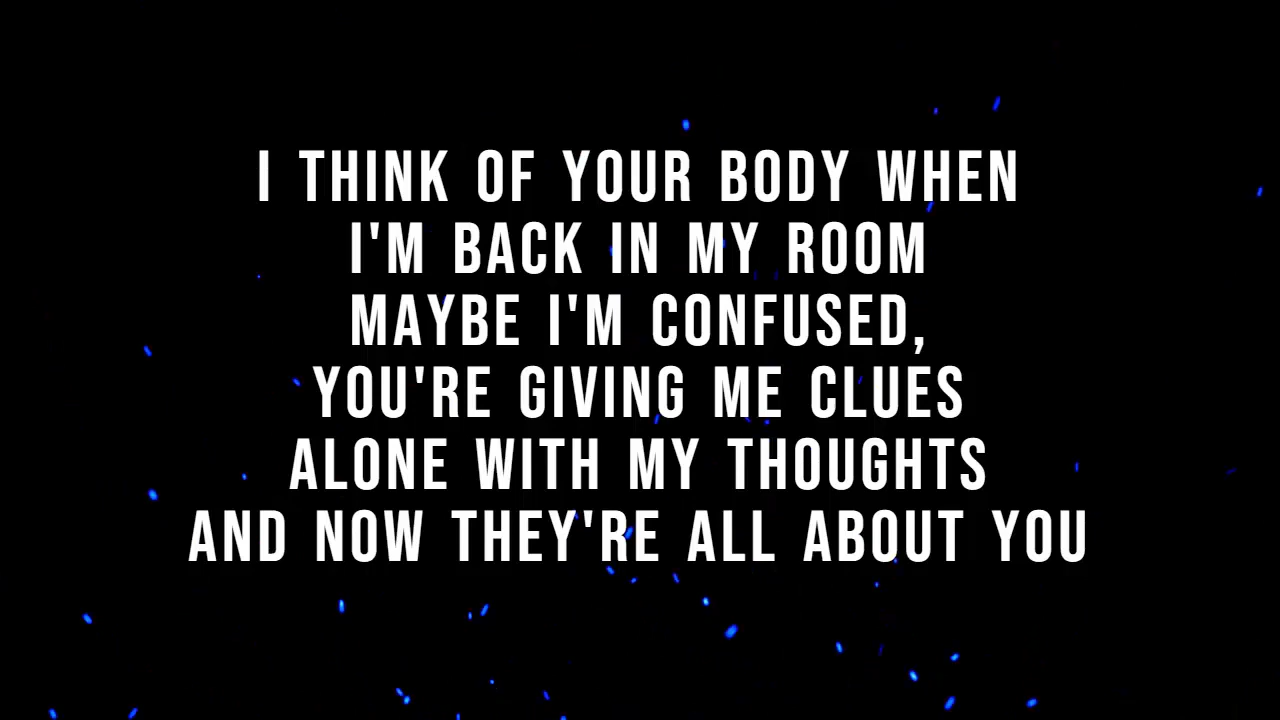 I THINK OF YOUR BODY WHEN
I'M BACK IN MY ROOM
MAYBE I'M CONFUSED,
YOU'RE GIVING ME CLUES
ALONE WITH MY THOUGHTS
AND NOW THEY'RE ALL ABOUT YOU